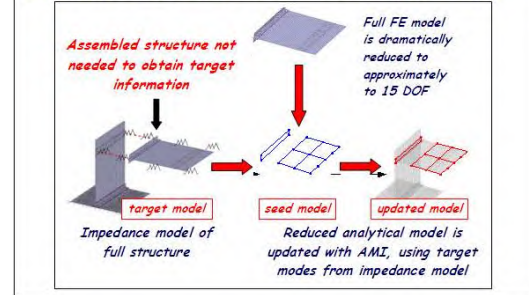 Assembled structure not
needed to obtain target
information
Full FE model
is dramatically
reduced to
approximately
to 15 DOF
target model
seed model
updated model
Impedance model of
full structure
Reduced analytical model is
updated with AMI, using target
modes from impedance model